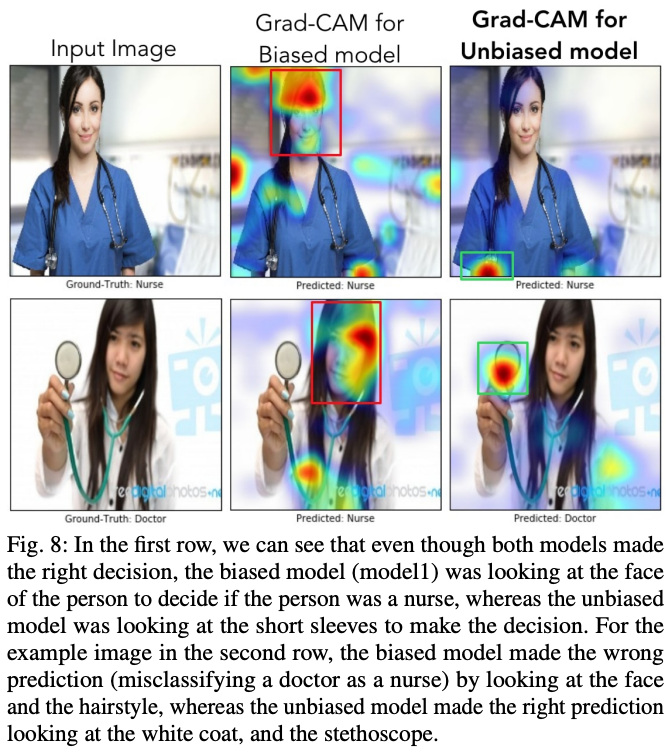 Input Image
Grad-CAM for
Biased model
Grad-CAM for
Unbiased model
Ground-Truth: Nurse
Predicted: Nurse
Predicted: Nurse
Ground-Truth: Doctor
Predicted: Nurse
Predicted: Doctor
Fig. 8: In the first row, we can see that even though both models made
the right decision, the biased model (model1) was looking at the face
of the person to decide if the person was a nurse, whereas the unbiased
model was looking at the short sleeves to make the decision. For the
example image in the second row, the biased model made the wrong
prediction (misclassifying a doctor as a nurse) by looking at the face
and the hairstyle, whereas the unbiased model made the right prediction
looking at the white coat, and the stethoscope.